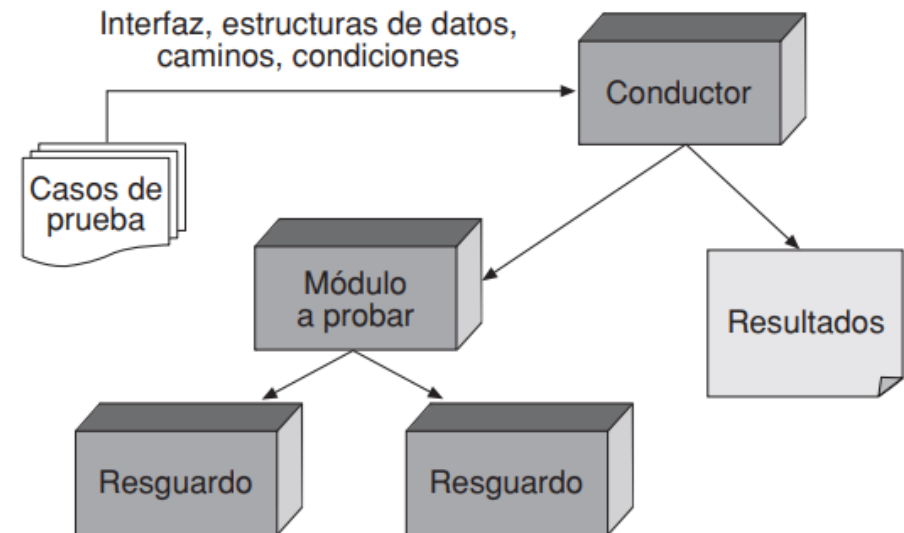 Interfaz, estructuras de datos,
caminos, condiciones
Conductor
Casos de
prueba
Módulo
a probar
Resultados
Resguardo
Resguardo